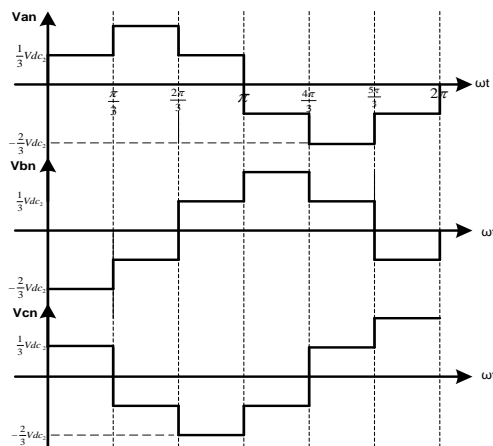 Van
1/3 Vdc₂
ωt
π/3 2π/3 π 4π/3 5π/3 2π
-2/3 Vdc₂
Vbn
1/3 Vdc₂
ωt
-2/3 Vdc₂
Vcn
1/3 Vdc₂
ωt
-2/3 Vdc₂